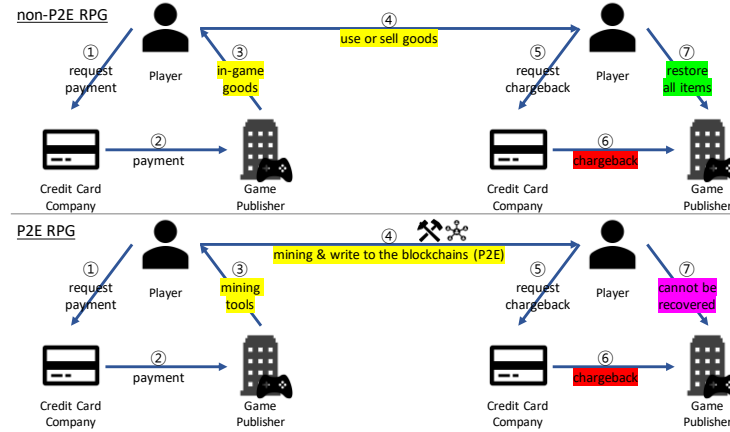 non-P2E RPG
①
request
payment
Player
③
in-game
goods
④
use or sell goods
⑤
request
chargeback
Player
⑦
restore
all items
②
payment
⑥
chargeback
Credit Card
Company
Game
Publisher
Credit Card
Company
Game
Publisher
P2E RPG
①
request
payment
Player
③
mining
tools
④
mining & write to the blockchains (P2E)
⑤
request
chargeback
Player
⑦
cannot be
recovered
②
payment
⑥
chargeback
Credit Card
Company
Game
Publisher
Credit Card
Company
Game
Publisher